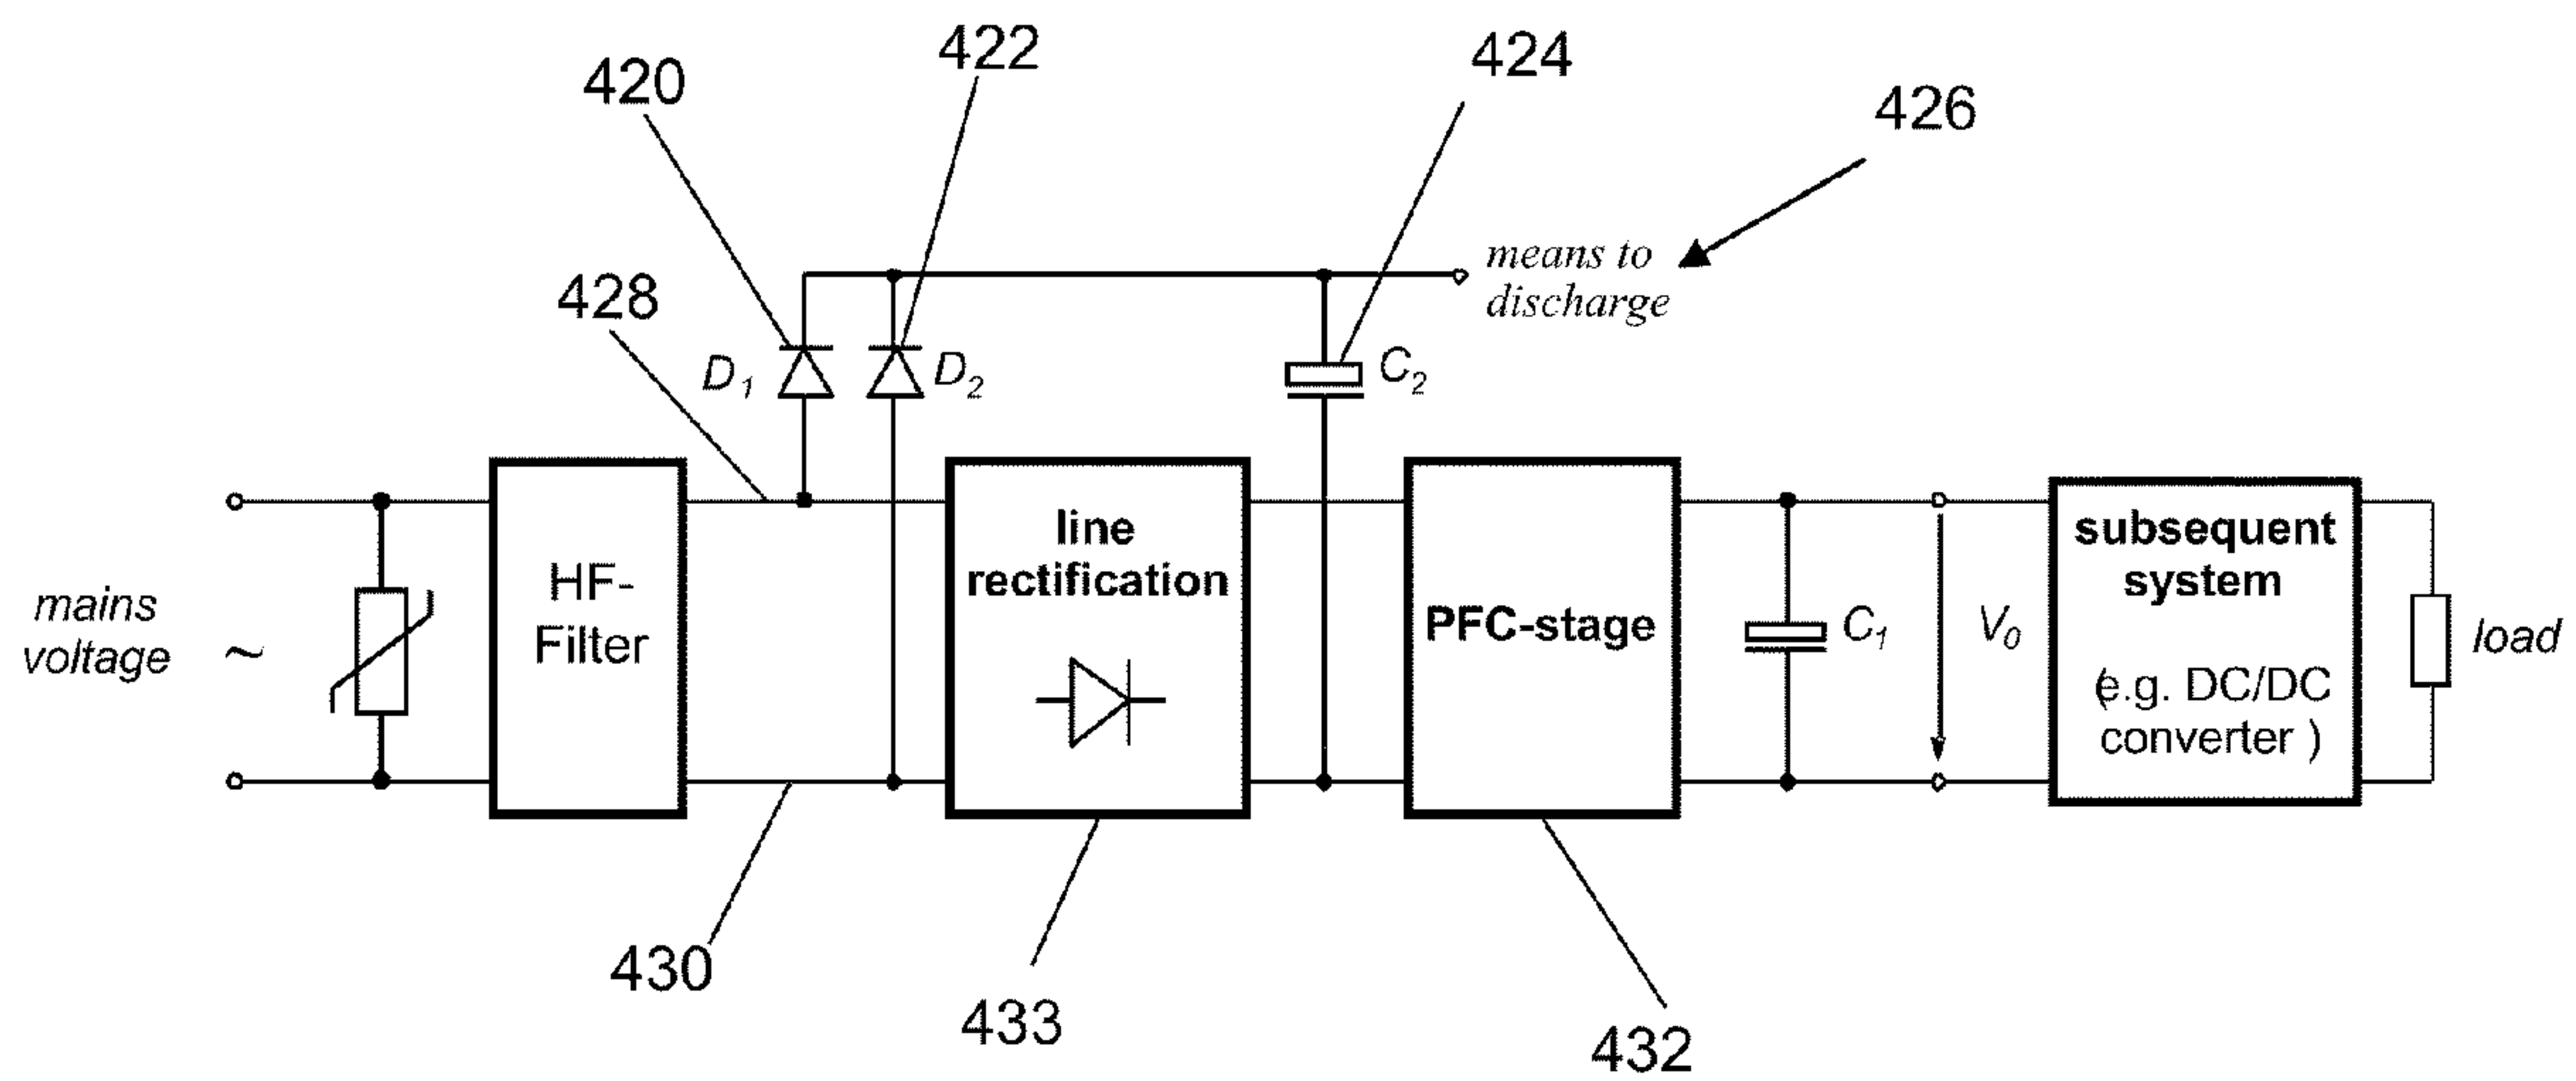 420
422
424
426
428
means to
discharge
D1
D2
C2
mains
voltage
~
HF-
Filter
line
rectification
PFC-stage
C1
V0
subsequent
system
(e.g. DC/DC
converter )
load
430
433
432